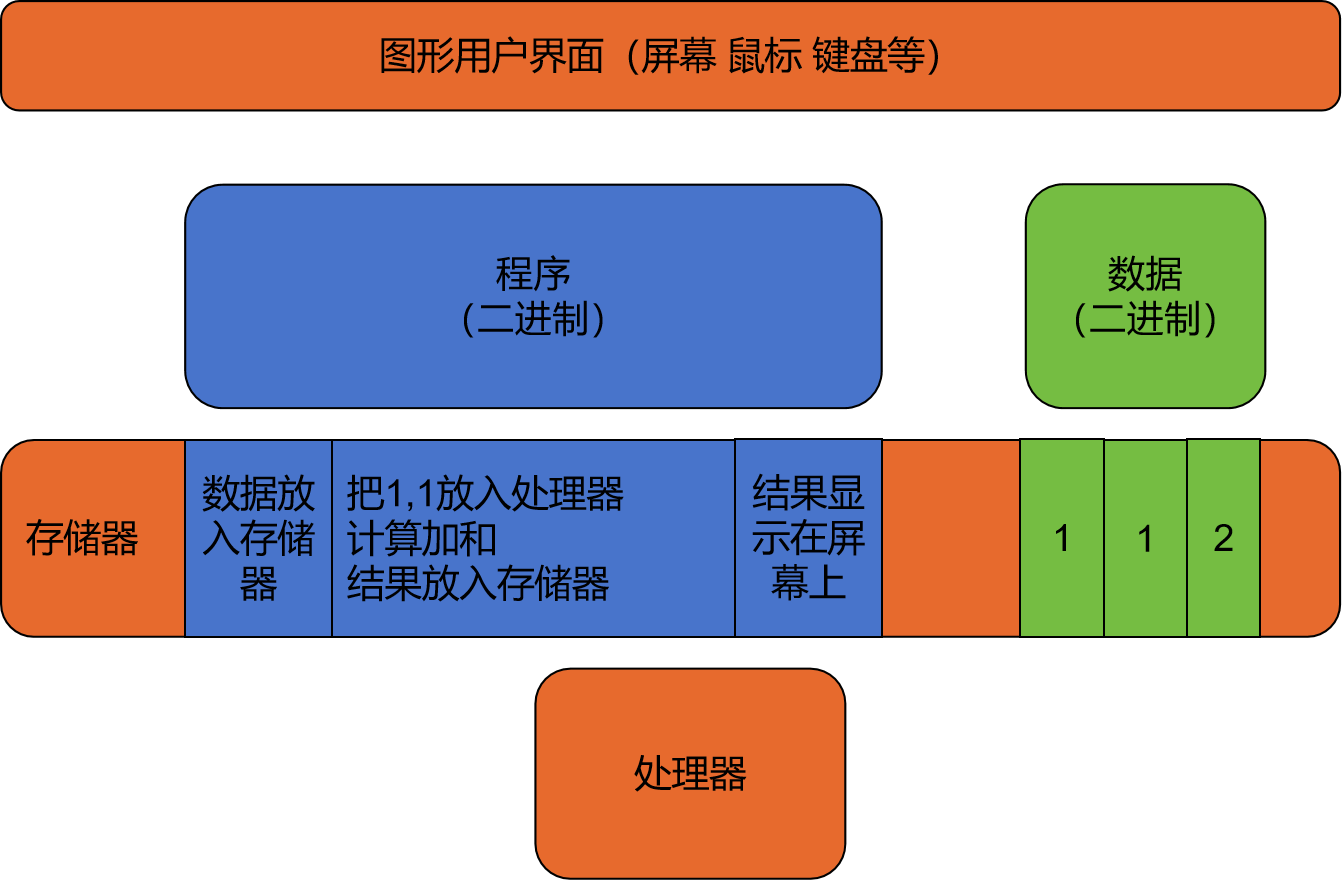 图形用户界面（屏幕 鼠标 键盘等）
程序
（二进制）
数据
（二进制）
存储器
数据放
入存储
器
把1,1放入处理器
计算加和
结果放入存储器
结果显
示在屏
幕上
1
1
2
处理器